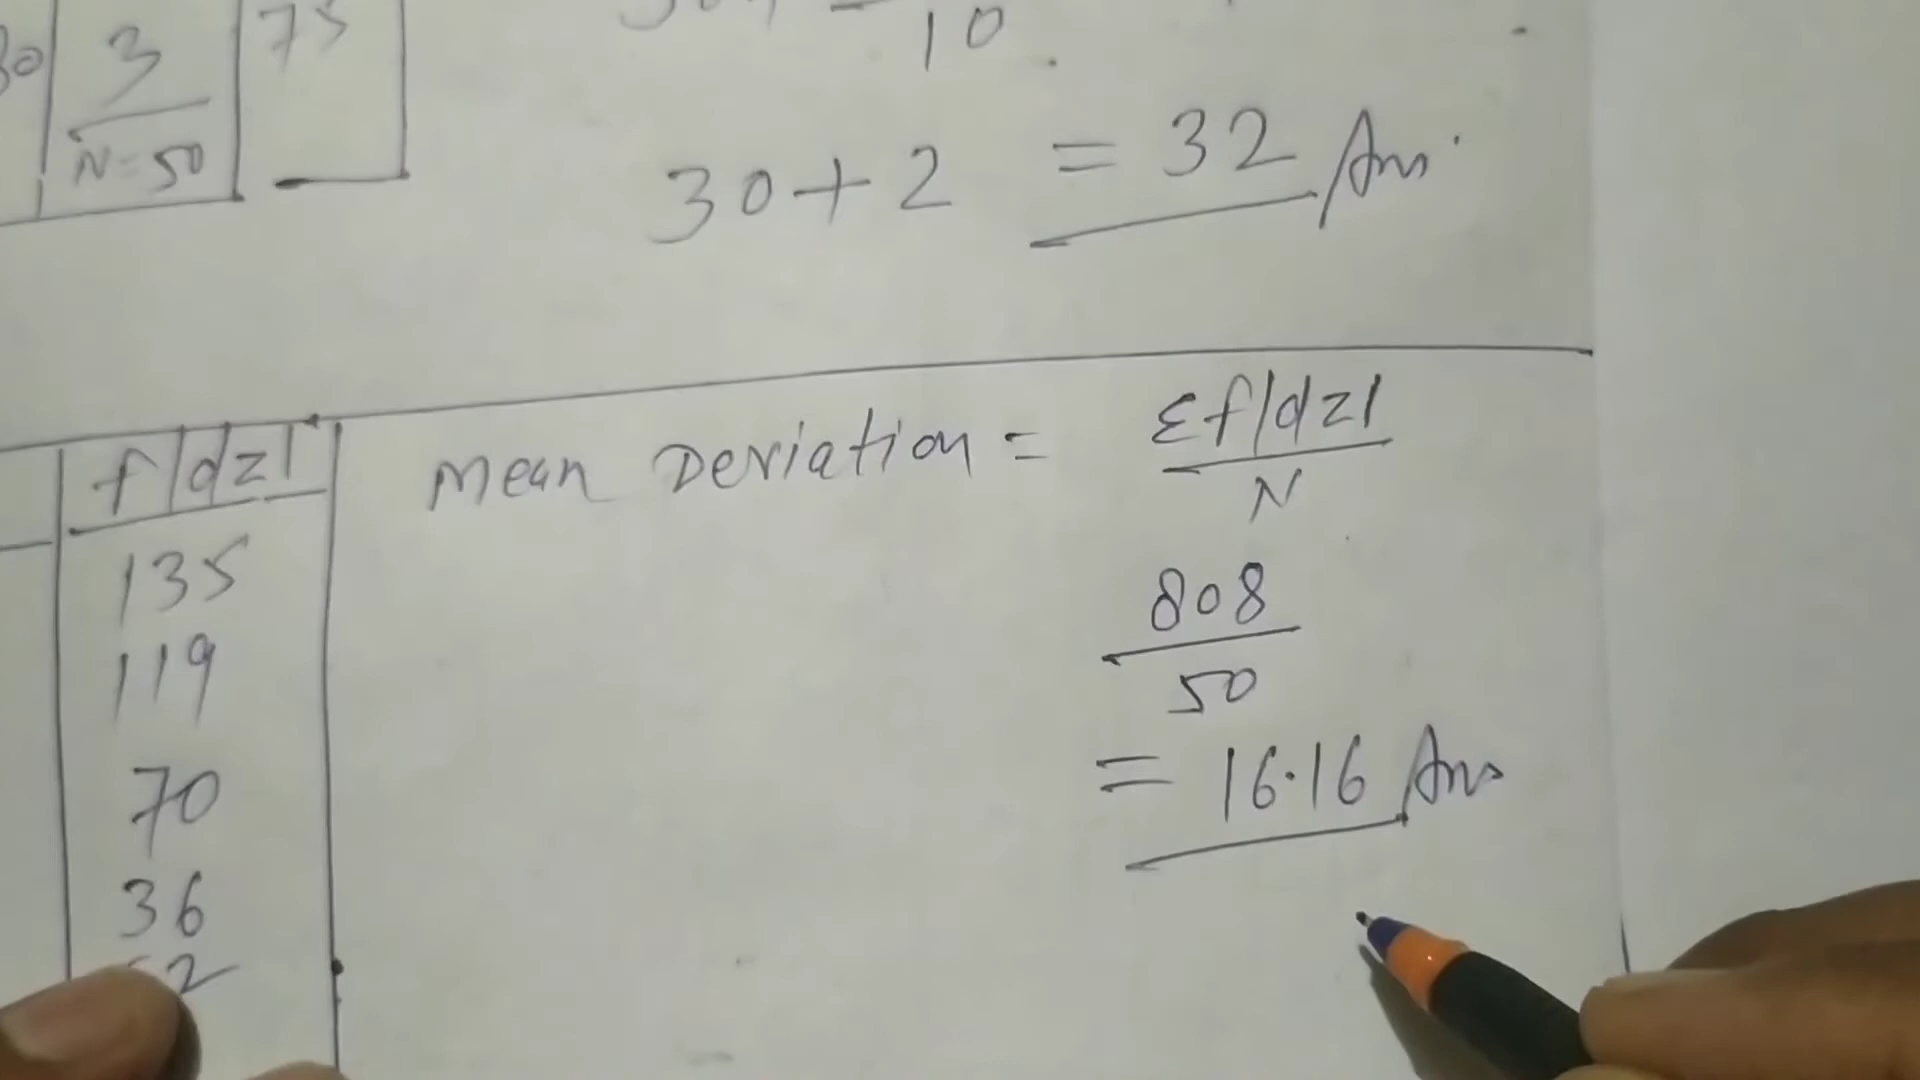 3 75
10
N=50
30+2 = 32 Ans.
f|dz|
Mean Deviation = Σf|dz|
N
135
119
70
36
808
50
= 16.16 Ans